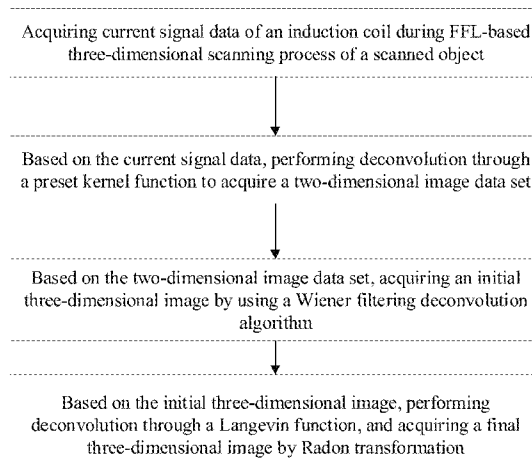 Acquiring current signal data of an induction coil during FFL-based
three-dimensional scanning process of a scanned object
Based on the current signal data, performing deconvolution through
a preset kernel function to acquire a two-dimensional image data set
Based on the two-dimensional image data set, acquiring an initial
three-dimensional image by using a Wiener filtering deconvolution
algorithm
Based on the initial three-dimensional image, performing
deconvolution through a Langevin function, and acquiring a final
three-dimensional image by Radon transformation